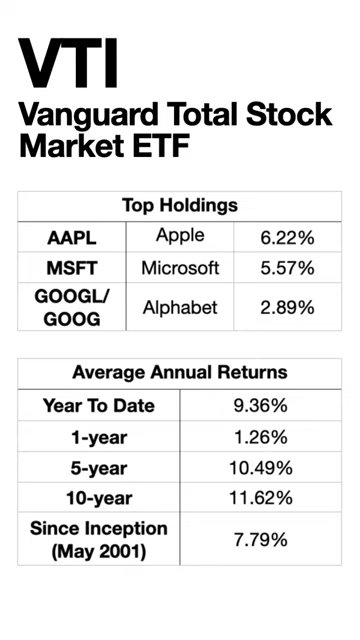 VTI
Vanguard Total Stock
Market ETF
Top Holdings
AAPL Apple 6.22%
MSFT Microsoft 5.57%
GOOGL/
GOOG Alphabet 2.89%
Average Annual Returns
Year To Date 9.36%
1-year 1.26%
5-year 10.49%
10-year 11.62%
Since Inception
(May 2001) 7.79%